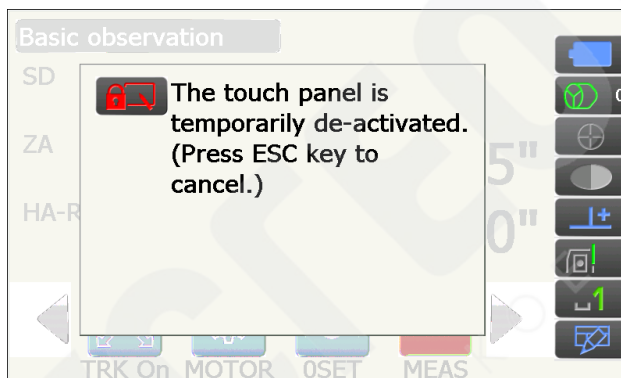 Basic observation
SD
The touch panel is
temporarily de-activated.
ZA
(Press ESC key to
5"
cancel.)
HA-R
0"
1
TRK On MOTOR 0SET MEAS